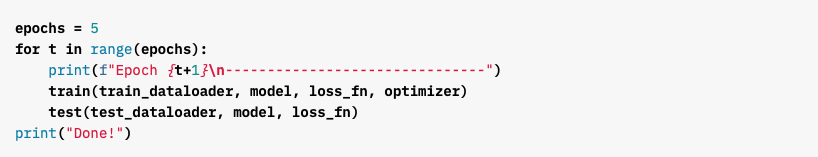 epochs = 5
for t in range(epochs):
    print(f"Epoch {t+1}\n-------------------------------")
    train(train_dataloader, model, loss_fn, optimizer)
    test(test_dataloader, model, loss_fn)
print("Done!")